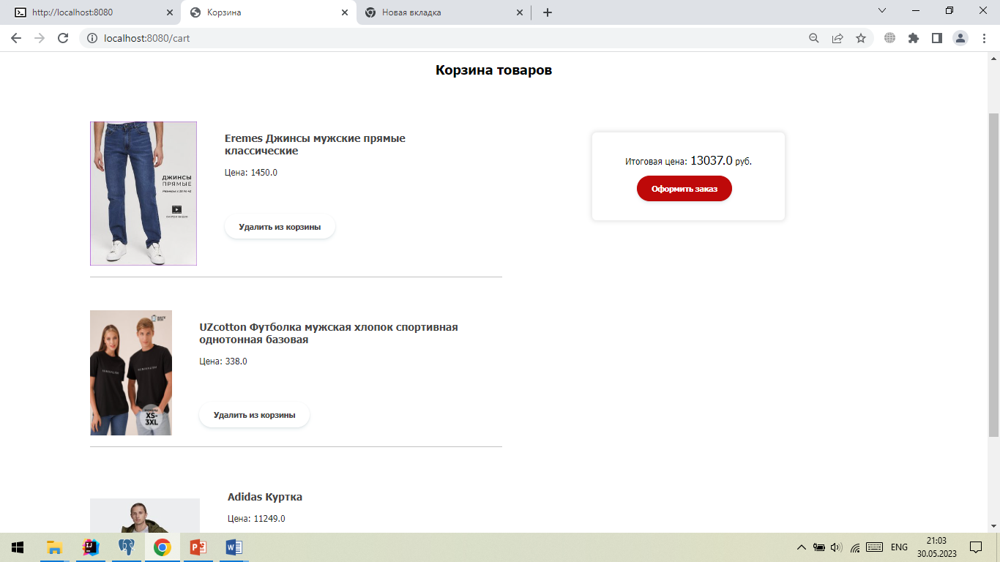 http://localhost:8080
Корзина
Новая вкладка
localhost:8080/cart
Корзина товаров
Eremes Джинсы мужские прямые
классические
Цена: 1450.0
ДЖИНСЫ
ПРЯМЫЕ
Удалить из корзины
Итоговая цена: 13037.0 руб.
Оформить заказ
UZcotton Футболка мужская хлопок спортивная
однотонная базовая
Цена: 338.0
XS-
3XL
Удалить из корзины
Adidas Куртка
Цена: 11249.0
ENG
21:03
30.05.2023